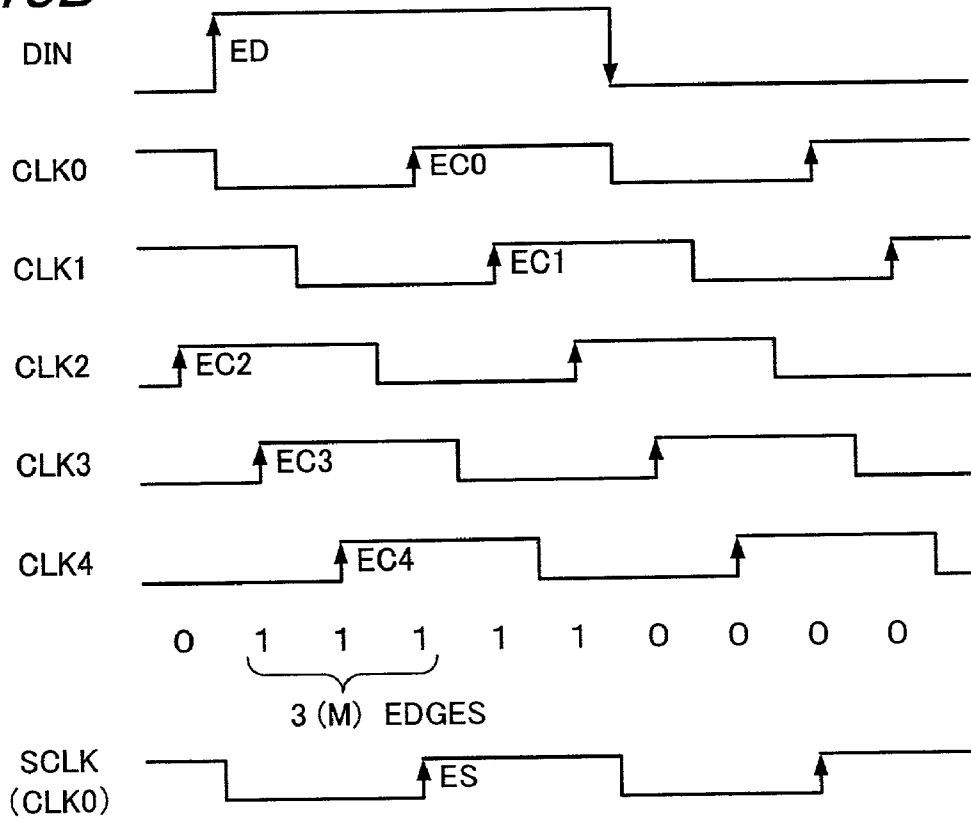 DIN ED
CLK0 EC0
CLK1 EC1
CLK2 EC2
CLK3 EC3
CLK4 EC4
0 1 1 1 1 1 0 0 0 0
3 (M) EDGES
SCLK ES
(CLK0)